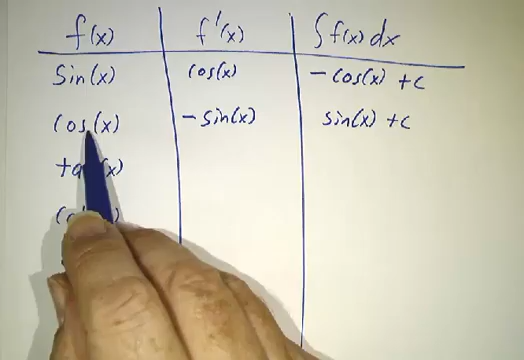 f(x) f'(x) ∫f(x)dx
sin(x) cos(x) -cos(x) +c
cos(x) -sin(x) sin(x) +c